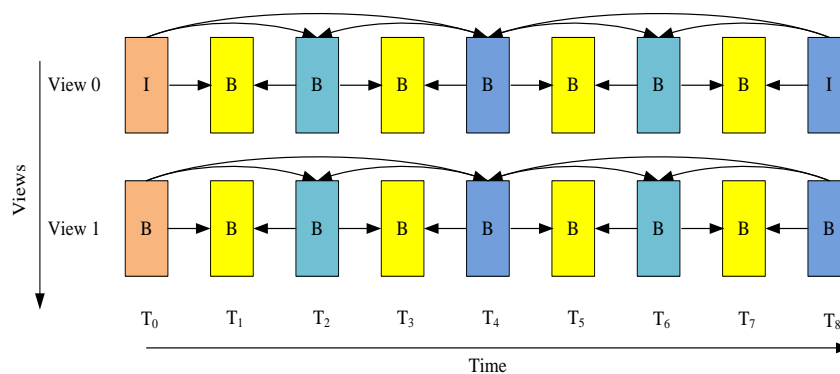 View 0 I B B B B B B B I
Views
View 1 B B B B B B B B B
T0 T1 T2 T3 T4 T5 T6 T7 T8
Time